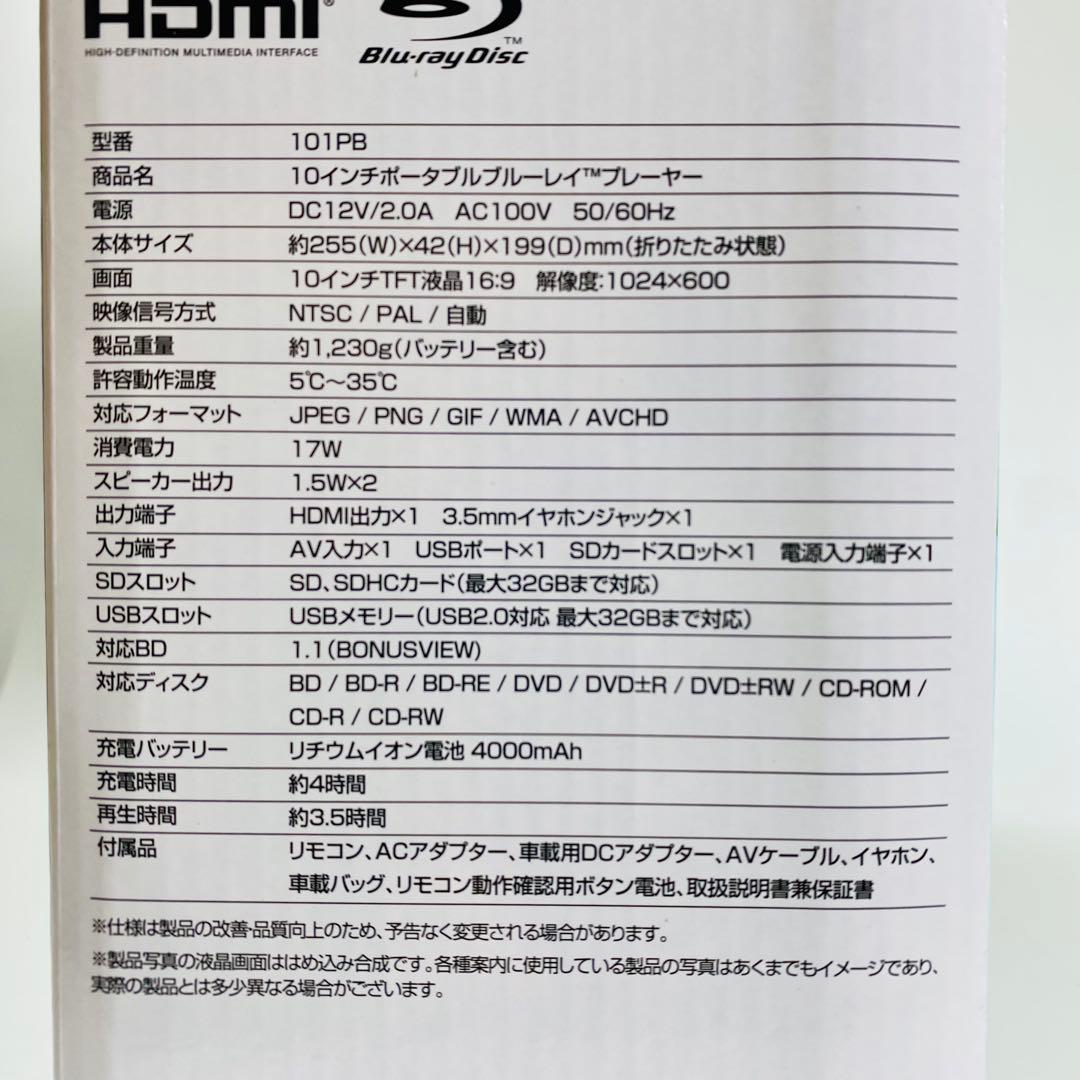 HDMI®
HIGH-DEFINITION MULTIMEDIA INTERFACE
Blu-ray Disc™
型番 101PB
商品名 10インチポータブルブルーレイ™プレーヤー
電源 DC12V/2.0A AC100V 50/60Hz
本体サイズ 約255(W)×42(H)×199(D)mm(折りたたみ状態)
画面 10インチTFT液晶16:9 解像度:1024×600
映像信号方式 NTSC / PAL / 自動
製品重量 約1,230g(バッテリー含む)
許容動作温度 5℃〜35℃
対応フォーマット JPEG / PNG / GIF / WMA / AVCHD
消費電力 17W
スピーカー出力 1.5W×2
出力端子 HDMI出力×1 3.5mmイヤホンジャック×1
入力端子 AV入力×1 USBポート×1 SDカードスロット×1 電源入力端子×1
SDスロット SD、SDHCカード(最大32GBまで対応)
USBスロット USBメモリー(USB2.0対応 最大32GBまで対応)
対応BD 1.1(BONUSVIEW)
対応ディスク BD / BD-R / BD-RE / DVD / DVD±R / DVD±RW / CD-ROM /
CD-R / CD-RW
充電バッテリー リチウムイオン電池 4000mAh
充電時間 約4時間
再生時間 約3.5時間
付属品 リモコン、ACアダプター、車載用DCアダプター、AVケーブル、イヤホン、
車載バッグ、リモコン動作確認用ボタン電池、取扱説明書兼保証書
※仕様は製品の改善・品質向上のため、予告なく変更される場合があります。
※製品写真の液晶画面ははめ込み合成です。各種案内に使用している製品の写真はあくまでもイメージであり、
実際の製品とは多少異なる場合がございます。